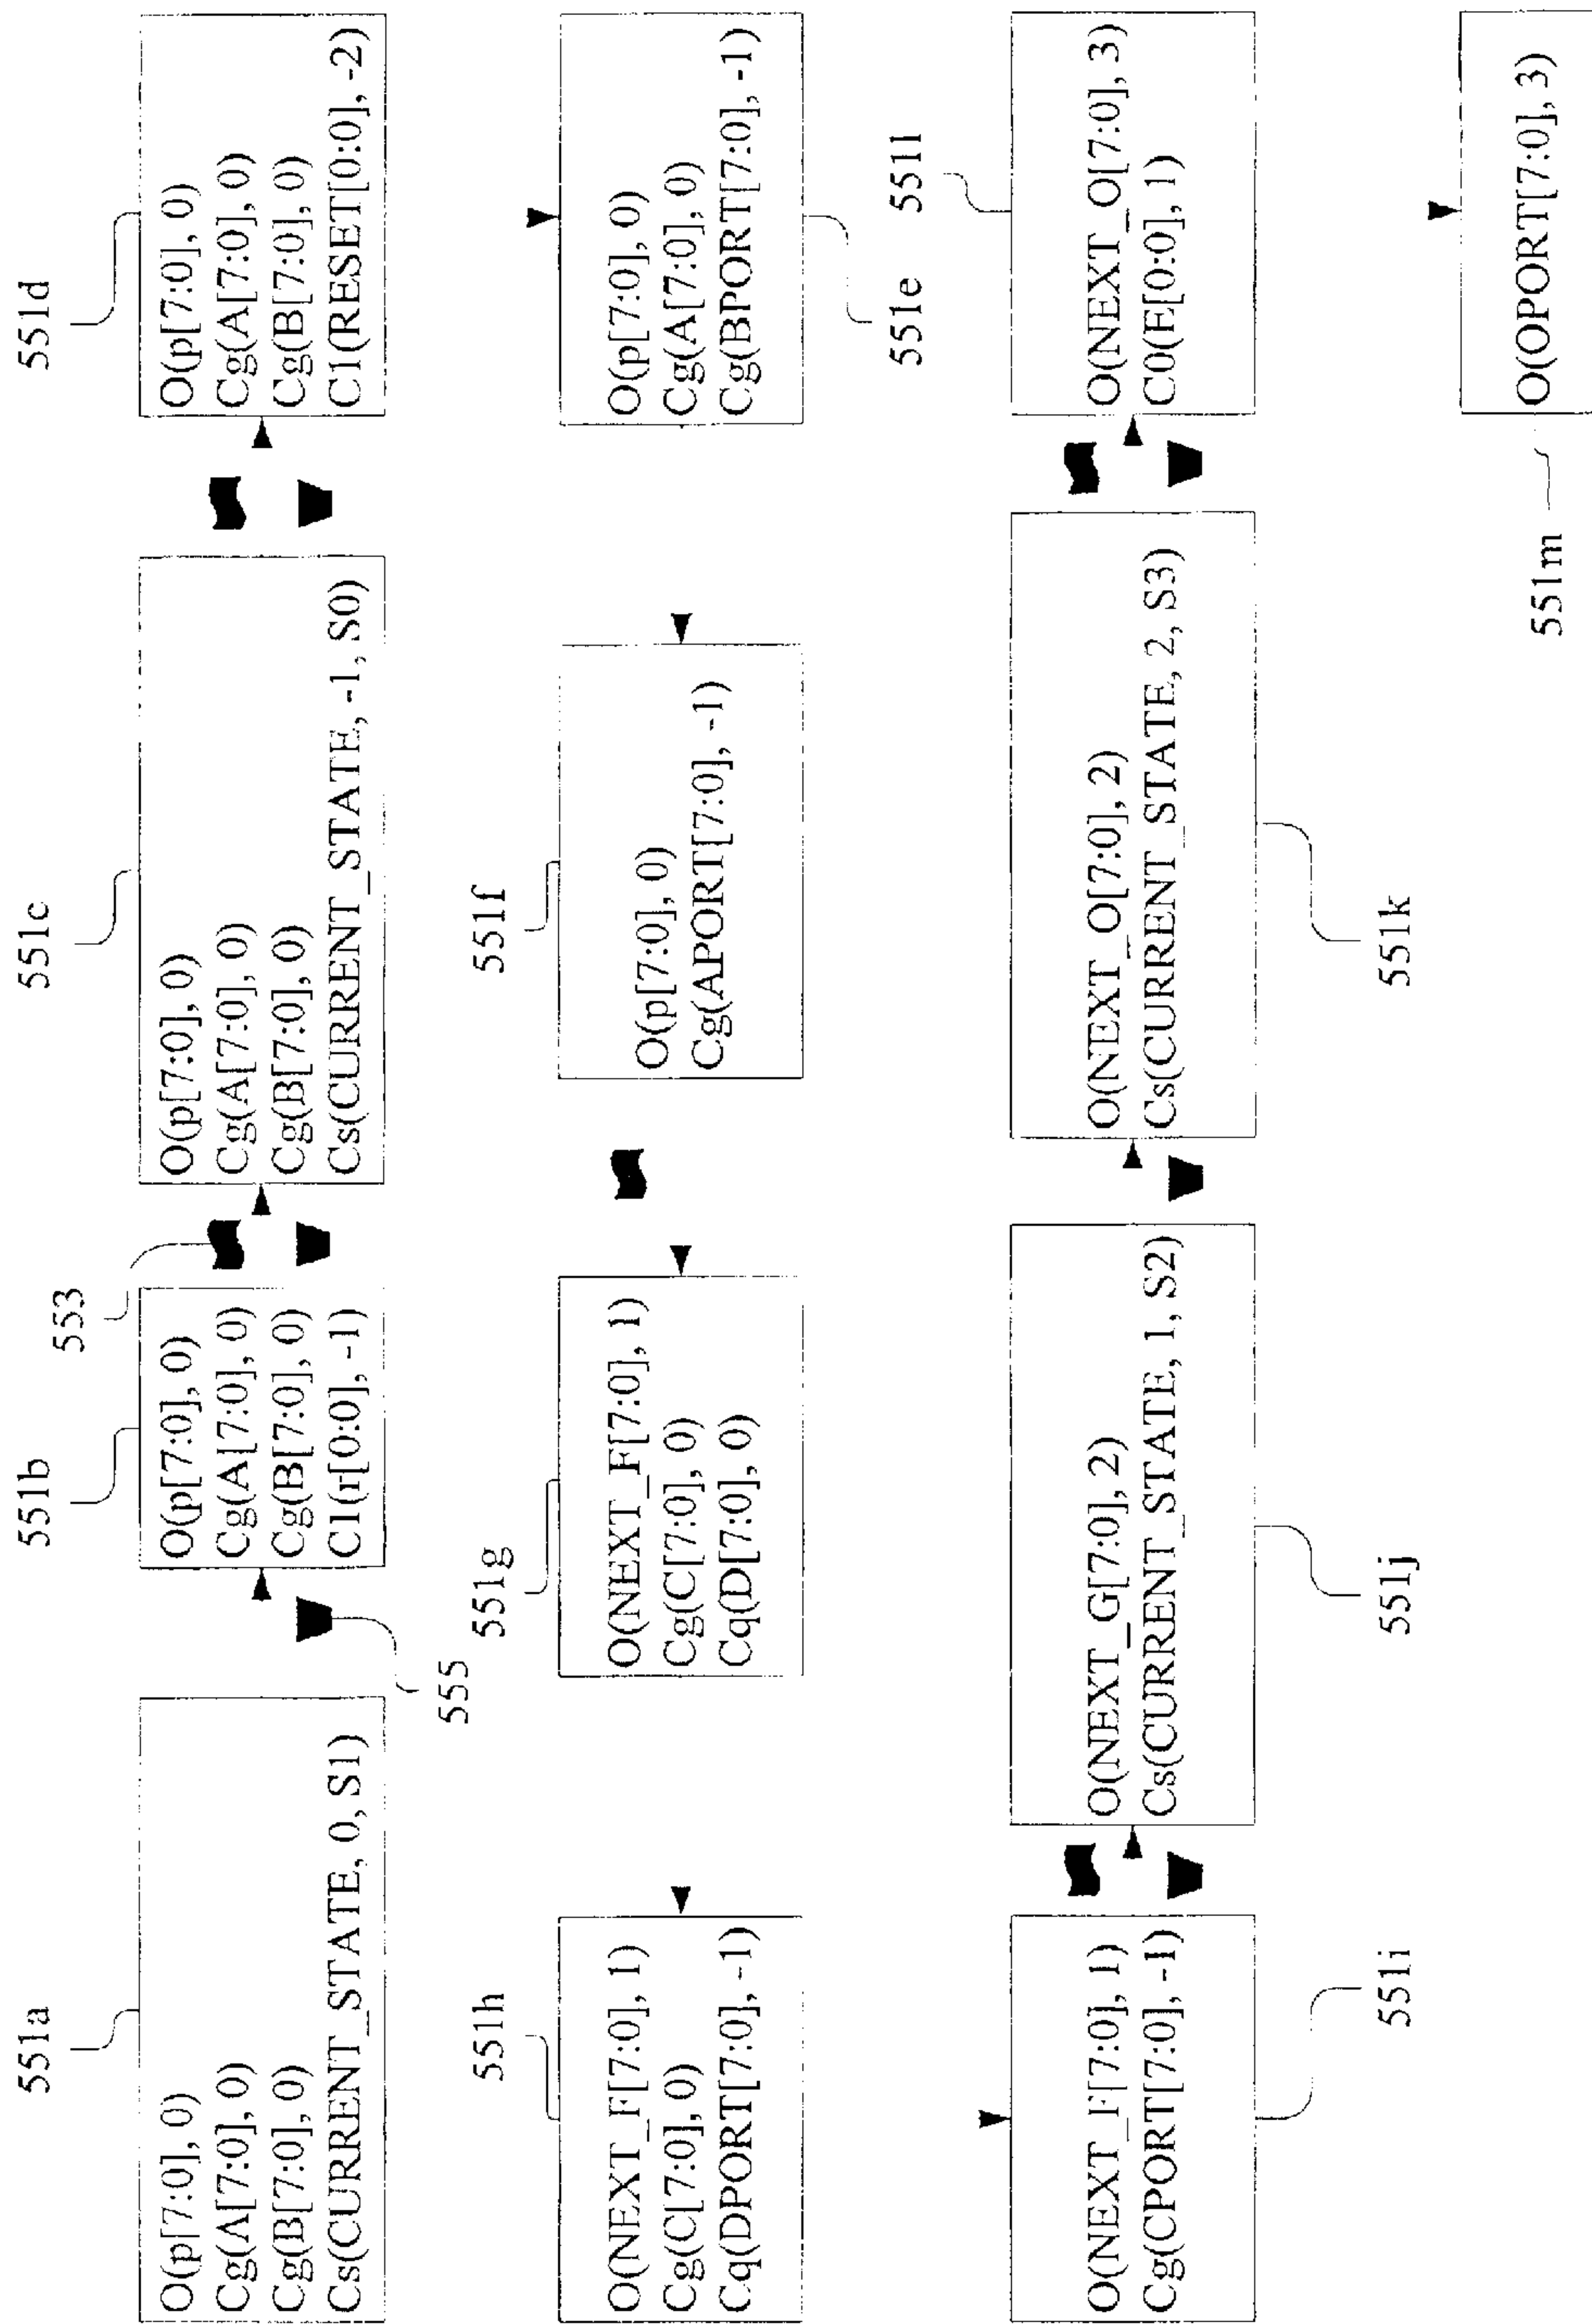 551a
O(p[7:0], 0)
Cg(A[7:0], 0)
Cg(B[7:0], 0)
Cs(CURRENT_STATE, 0, S1)
555
551b
O(p[7:0], 0)
Cg(A[7:0], 0)
Cg(B[7:0], 0)
C1(r[0:0], -1)
553
551c
O(p[7:0], 0)
Cg(A[7:0], 0)
Cg(B[7:0], 0)
Cs(CURRENT_STATE, -1, S0)
551d
O(p[7:0], 0)
Cg(A[7:0], 0)
Cg(B[7:0], 0)
C1(RESET[0:0], -2)
551h
O(NEXT_F[7:0], 1)
Cg(C[7:0], 0)
Cq(DPORT[7:0], -1)
551g
O(NEXT_F[7:0], 1)
Cg(C[7:0], 0)
Cq(D[7:0], 0)
551f
O(p[7:0], 0)
Cg(APORT[7:0], -1)
O(p[7:0], 0)
Cg(A[7:0], 0)
Cg(BPORT[7:0], -1)
551e
O(NEXT_F[7:0], 1)
Cg(CPORT[7:0], -1)
551i
O(NEXT_G[7:0], 2)
Cs(CURRENT_STATE, 1, S2)
551j
O(NEXT_O[7:0], 2)
Cs(CURRENT_STATE, 2, S3)
551k
551l
O(NEXT_O[7:0], 3)
C0(E[0:0], 1)
O(OPORT[7:0], 3)
551m